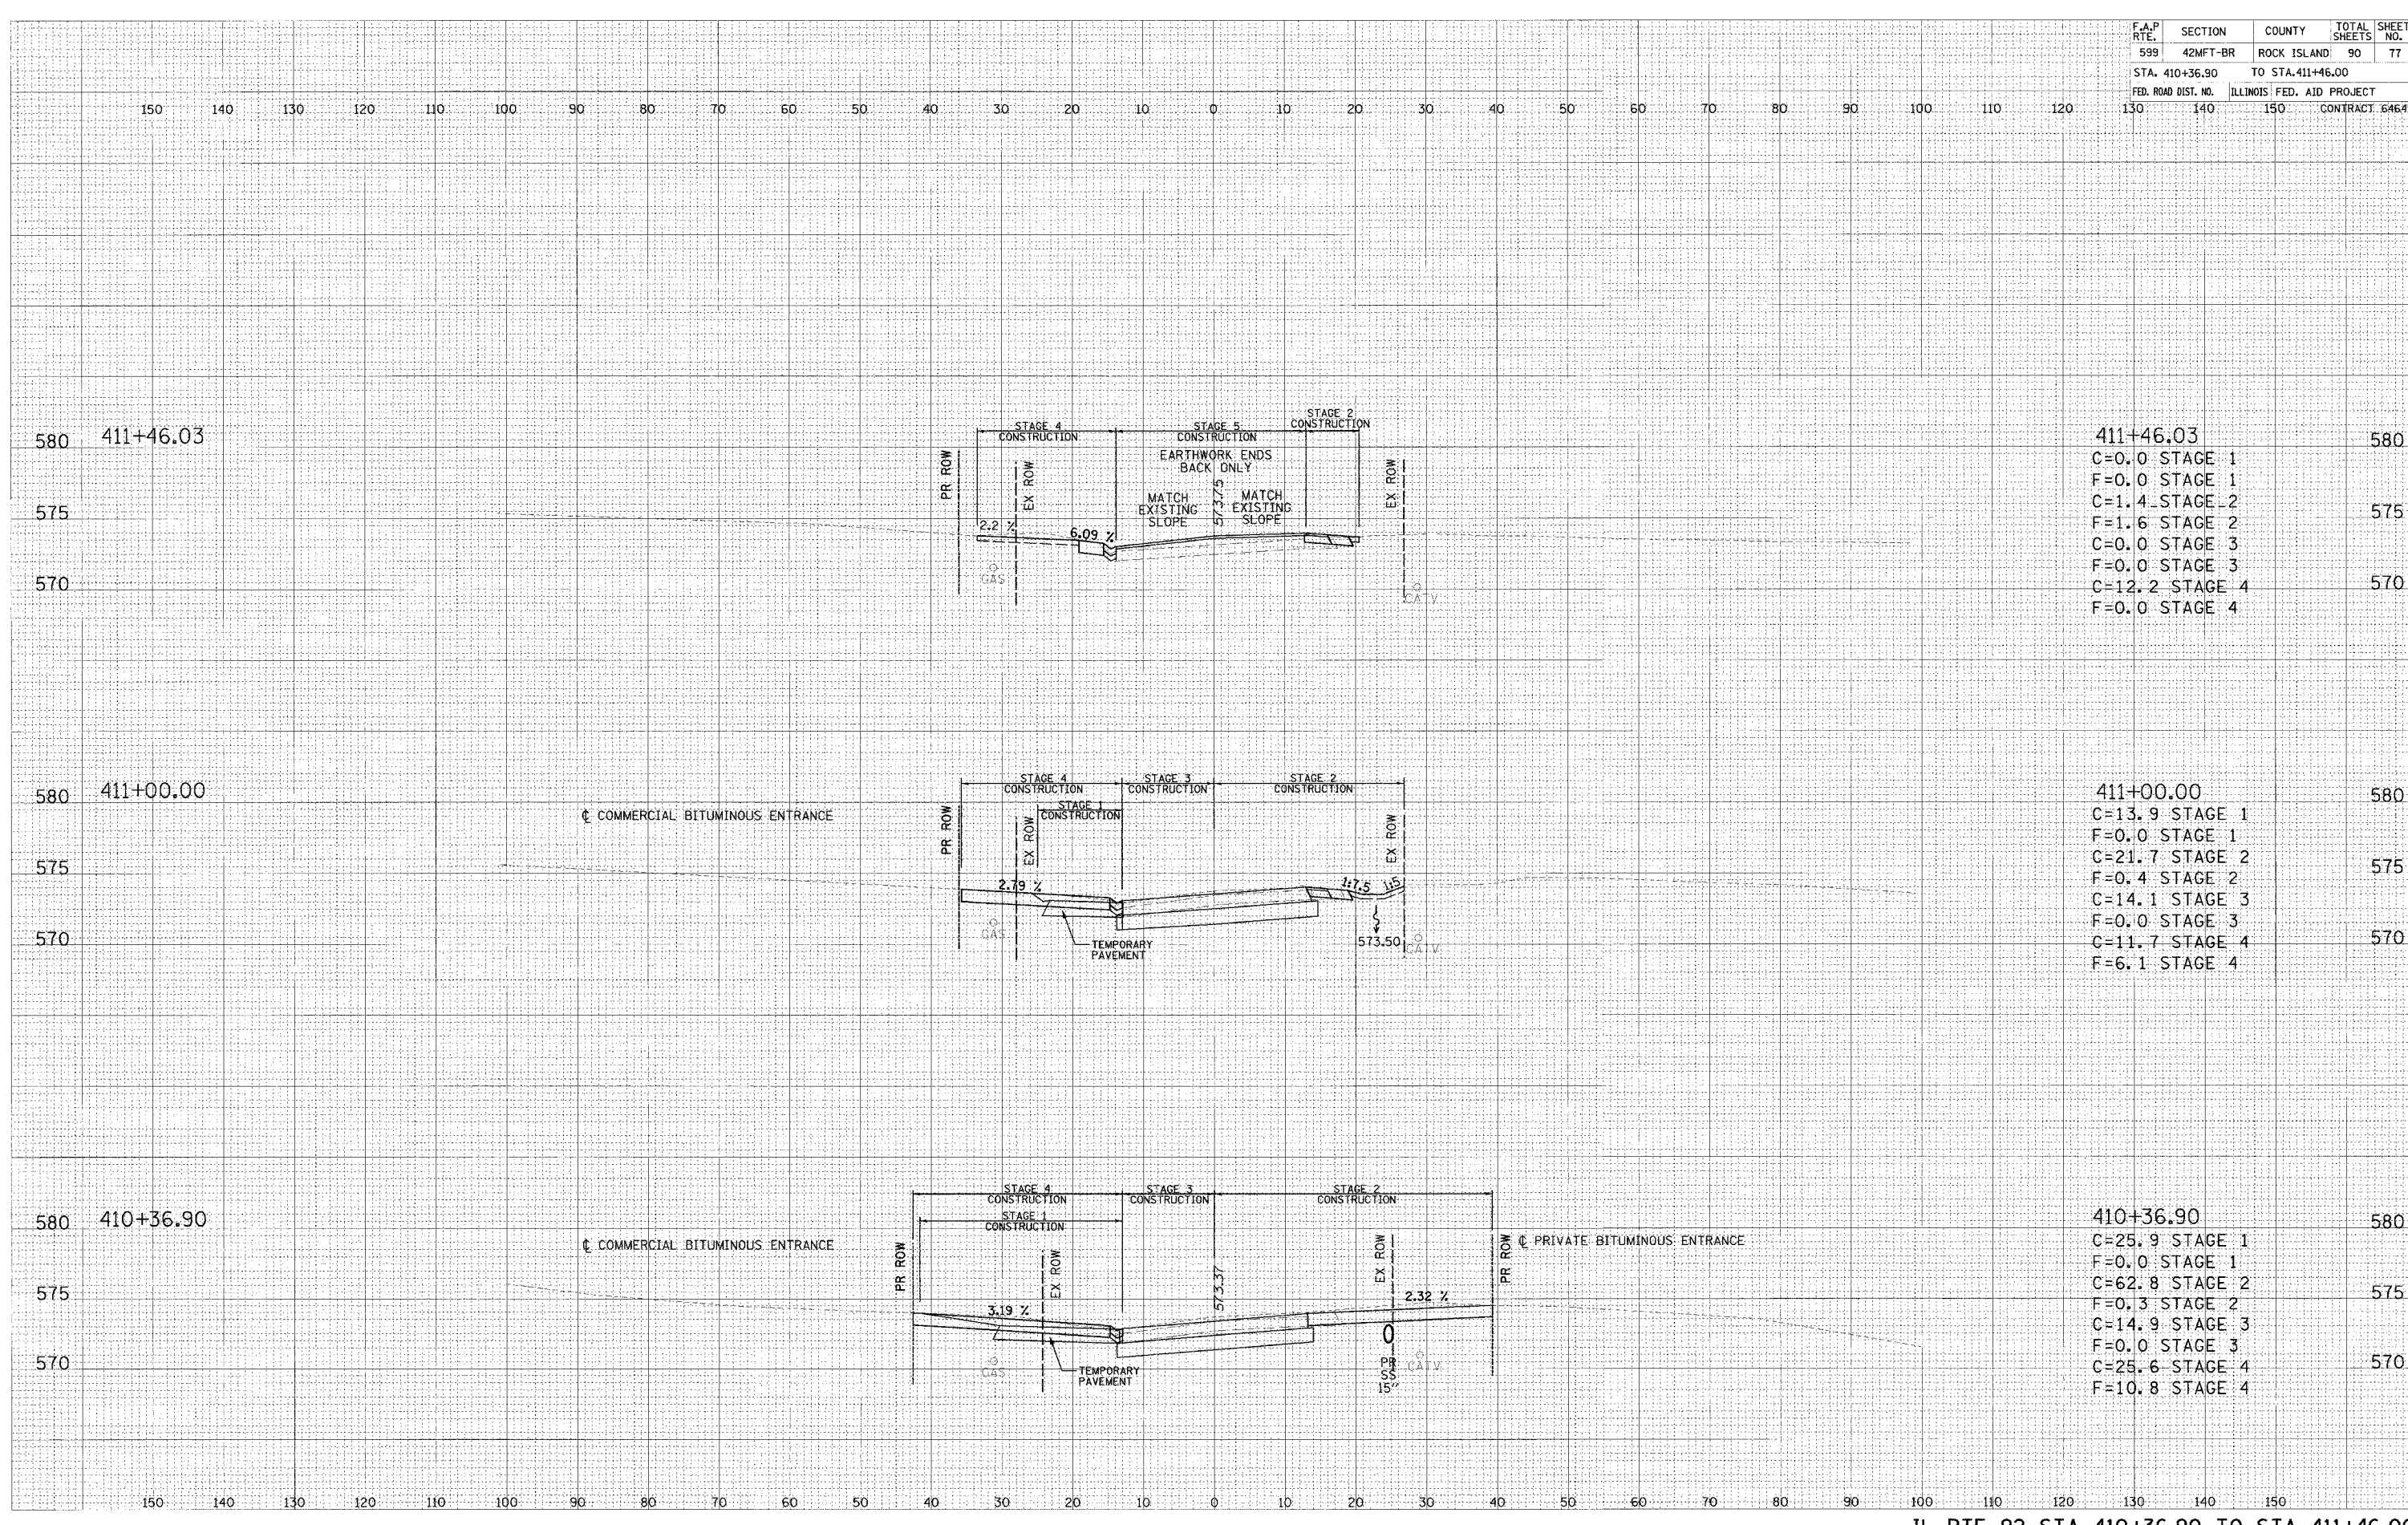 F.A.P RTE. SECTION COUNTY TOTAL SHEETS SHEET NO.
599 42MFT-BR ROCK ISLAND 90 77
STA. 410+36.90 TO STA.411+46.00
FED. ROAD DIST. NO. ILLINOIS FED. AID PROJECT
CONTRACT 6464
150 140 130 120 110 100 90 80 70 60 50 40 30 20 10 0 10 20 30 40 50 60 70 80 90 100 110 120 130 140 150
580 411+46.03
575
570
STAGE 4 CONSTRUCTION
STAGE 5 CONSTRUCTION
STAGE 2 CONSTRUCTION
EARTHWORK ENDS
BACK ONLY
PR ROW
EX ROW
MATCH EXISTING SLOPE
573.75
MATCH EXISTING SLOPE
EX ROW
2.2 %
6.09 %
GAS
CATV
411+46.03
C=0.0 STAGE 1
F=0.0 STAGE 1
C=1.4 STAGE 2
F=1.6 STAGE 2
C=0.0 STAGE 3
F=0.0 STAGE 3
C=12.2 STAGE 4
F=0.0 STAGE 4
580
575
570
580 411+00.00
575
570
℄ COMMERCIAL BITUMINOUS ENTRANCE
STAGE 4 CONSTRUCTION
STAGE 3 CONSTRUCTION
STAGE 2 CONSTRUCTION
STAGE 1 CONSTRUCTION
PR ROW
EX ROW
EX ROW
2.79 %
1:7.5
1:5
GAS
TEMPORARY
PAVEMENT
573.50
CATV
411+00.00
C=13.9 STAGE 1
F=0.0 STAGE 1
C=21.7 STAGE 2
F=0.4 STAGE 2
C=14.1 STAGE 3
F=0.0 STAGE 3
C=11.7 STAGE 4
F=6.1 STAGE 4
580
575
570
580 410+36.90
575
570
℄ COMMERCIAL BITUMINOUS ENTRANCE
STAGE 4 CONSTRUCTION
STAGE 3 CONSTRUCTION
STAGE 2 CONSTRUCTION
STAGE 1 CONSTRUCTION
PR ROW
EX ROW
573.37
EX ROW
PR ROW
℄ PRIVATE BITUMINOUS ENTRANCE
3.19 %
2.32 %
GAS
TEMPORARY
PAVEMENT
PR
SS
15"
CATV
410+36.90
C=25.9 STAGE 1
F=0.0 STAGE 1
C=62.8 STAGE 2
F=0.3 STAGE 2
C=14.9 STAGE 3
F=0.0 STAGE 3
C=25.6 STAGE 4
F=10.8 STAGE 4
580
575
570
150 140 130 120 110 100 90 80 70 60 50 40 30 20 10 0 10 20 30 40 50 60 70 80 90 100 110 120 130 140 150
IL RTE 92 STA 410+36.90 TO STA 411+46.00